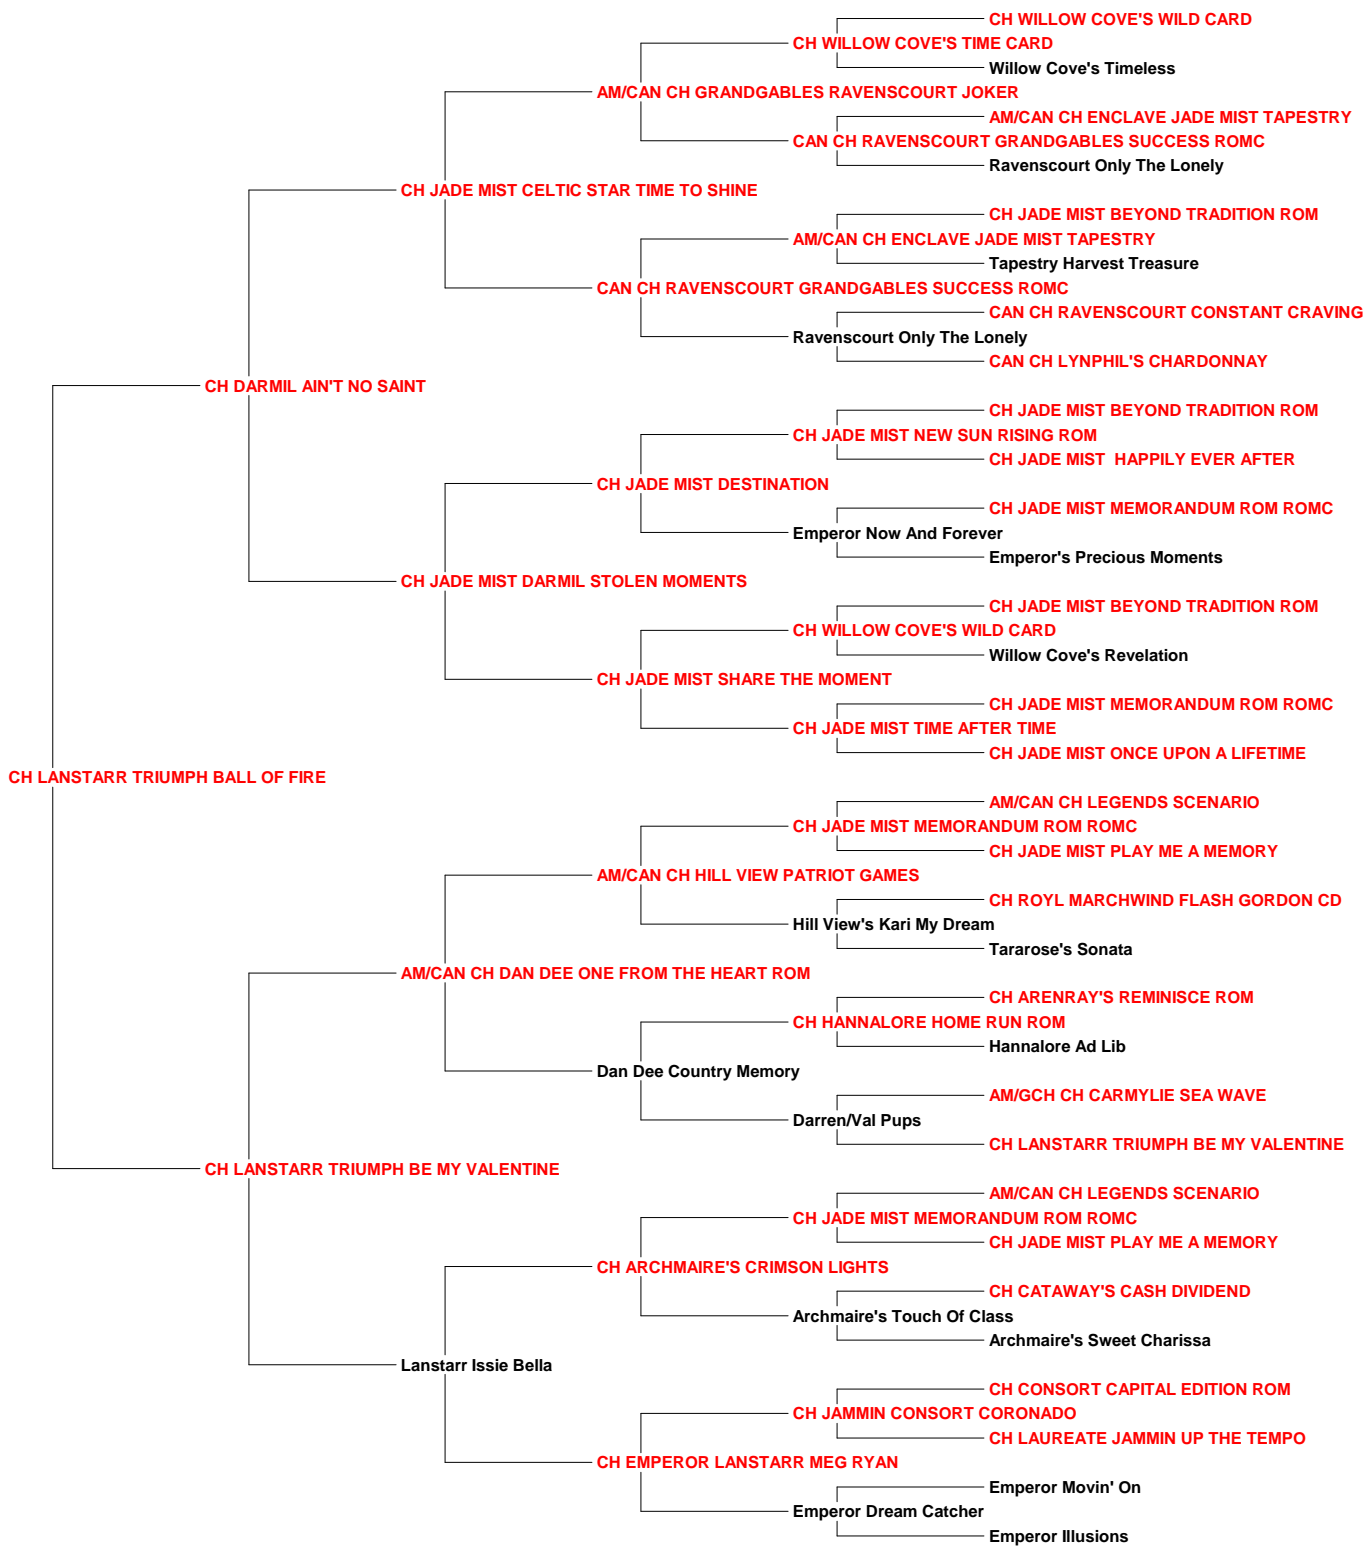 CH WILLOW COVE'S WILD CARD
CH WILLOW COVE'S TIME CARD
Willow Cove's Timeless
AM/CAN CH GRANDGABLES RAVENSCOURT JOKER
AM/CAN CH ENCLAVE JADE MIST TAPESTRY
CAN CH RAVENSCOURT GRANDGABLES SUCCESS ROMC
Ravenscourt Only The Lonely
CH JADE MIST CELTIC STAR TIME TO SHINE
CH JADE MIST BEYOND TRADITION ROM
AM/CAN CH ENCLAVE JADE MIST TAPESTRY
Tapestry Harvest Treasure
CAN CH RAVENSCOURT GRANDGABLES SUCCESS ROMC
CAN CH RAVENSCOURT CONSTANT CRAVING
Ravenscourt Only The Lonely
CAN CH LYNPHIL'S CHARDONNAY
CH DARMIL AIN'T NO SAINT
CH JADE MIST BEYOND TRADITION ROM
CH JADE MIST NEW SUN RISING ROM
CH JADE MIST  HAPPILY EVER AFTER
CH JADE MIST DESTINATION
CH JADE MIST MEMORANDUM ROM ROMC
Emperor Now And Forever
Emperor's Precious Moments
CH JADE MIST DARMIL STOLEN MOMENTS
CH JADE MIST BEYOND TRADITION ROM
CH WILLOW COVE'S WILD CARD
Willow Cove's Revelation
CH JADE MIST SHARE THE MOMENT
CH JADE MIST MEMORANDUM ROM ROMC
CH JADE MIST TIME AFTER TIME
CH JADE MIST ONCE UPON A LIFETIME
CH LANSTARR TRIUMPH BALL OF FIRE
AM/CAN CH LEGENDS SCENARIO
CH JADE MIST MEMORANDUM ROM ROMC
CH JADE MIST PLAY ME A MEMORY
AM/CAN CH HILL VIEW PATRIOT GAMES
CH ROYL MARCHWIND FLASH GORDON CD
Hill View's Kari My Dream
Tararose's Sonata
AM/CAN CH DAN DEE ONE FROM THE HEART ROM
CH ARENRAY'S REMINISCE ROM
CH HANNALORE HOME RUN ROM
Hannalore Ad Lib
Dan Dee Country Memory
AM/GCH CH CARMYLIE SEA WAVE
Darren/Val Pups
CH LANSTARR TRIUMPH BE MY VALENTINE
CH LANSTARR TRIUMPH BE MY VALENTINE
AM/CAN CH LEGENDS SCENARIO
CH JADE MIST MEMORANDUM ROM ROMC
CH JADE MIST PLAY ME A MEMORY
CH ARCHMAIRE'S CRIMSON LIGHTS
CH CATAWAY'S CASH DIVIDEND
Archmaire's Touch Of Class
Archmaire's Sweet Charissa
Lanstarr Issie Bella
CH CONSORT CAPITAL EDITION ROM
CH JAMMIN CONSORT CORONADO
CH LAUREATE JAMMIN UP THE TEMPO
CH EMPEROR LANSTARR MEG RYAN
Emperor Movin' On
Emperor Dream Catcher
Emperor Illusions